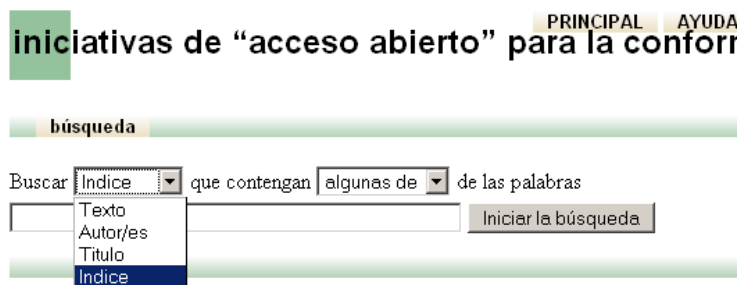 PRINCIPAL AYUDA
iniciativas de “acceso abierto” para la
búsqueda
Buscar Indice que contengan algunas de de las palabras
Iniciar la búsqueda
Texto
Autor/es
Titulo
Indice